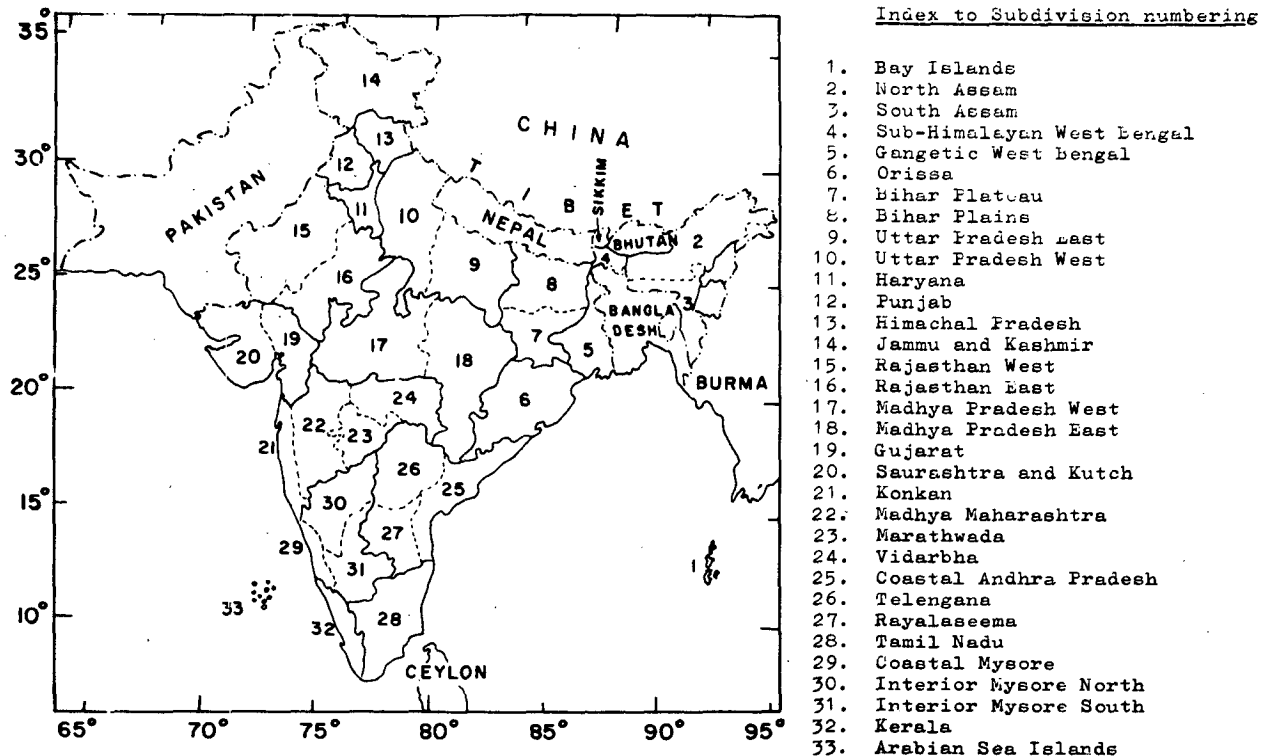 Index to Subdivision numbering
1. Bay Islands
2. North Assam
3. South Assam
4. Sub-Himalayan West Bengal
5. Gangetic West Bengal
6. Orissa
7. Bihar Plateau
8. Bihar Plains
9. Uttar Pradesh East
10. Uttar Pradesh West
11. Haryana
12. Punjab
13. Himachal Pradesh
14. Jammu and Kashmir
15. Rajasthan West
16. Rajasthan East
17. Madhya Pradesh West
18. Madhya Pradesh East
19. Gujarat
20. Saurashtra and Kutch
21. Konkan
22. Madhya Maharashtra
23. Marathwada
24. Vidarbha
25. Coastal Andhra Pradesh
26. Telengana
27. Rayalaseema
28. Tamil Nadu
29. Coastal Mysore
30. Interior Mysore North
31. Interior Mysore South
32. Kerala
33. Arabian Sea Islands
35°
30°
25°
20°
15°
10°
65° 70° 75° 80° 85° 90° 95°
14
CHINA
13
12
TIBET
SIKKIM
PAKISTAN
11
10
NEPAL
BHUTAN
2
15
4
9
16
8
3
BANGLA
DESH
19
7
20
17
18
5
BURMA
24
6
22
23
21
26
25
30
27
29
31
1
33
32
28
CEYLON